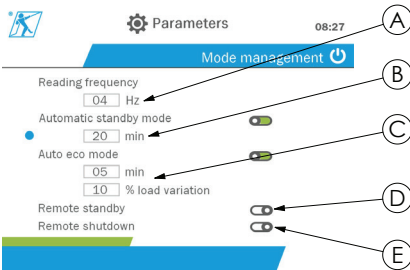 Parameters 08:27 A
Mode management
Reading frequency
04 Hz
B
Automatic standby mode
20 min
C
Auto eco mode
05 min
10 % load variation
Remote standby D
Remote shutdown E